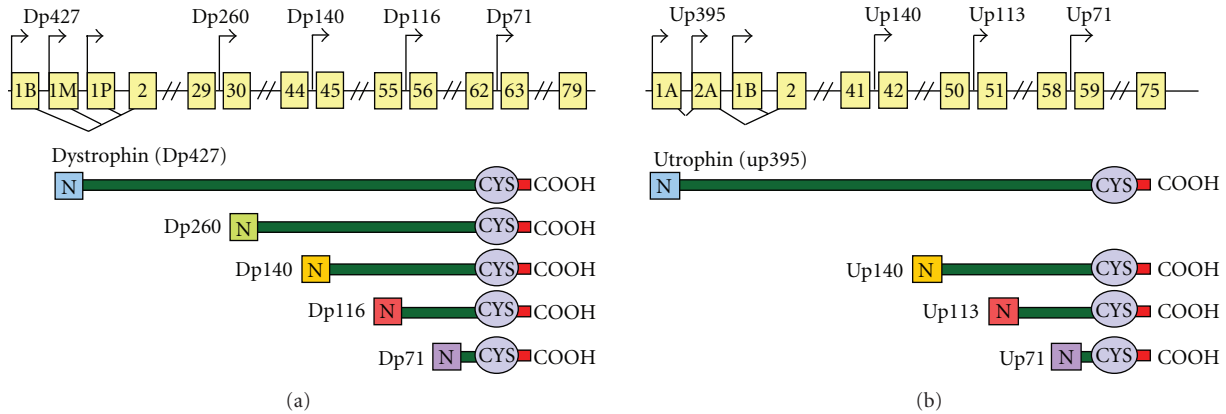 Dp427 Dp260 Dp140 Dp116 Dp71
1B 1M 1P 2 // 29 30 // 44 45 // 55 56 // 62 63 // 79
Dystrophin (Dp427)
N CYS COOH
Dp260 N CYS COOH
Dp140 N CYS COOH
Dp116 N CYS COOH
Dp71 N CYS COOH
(a)
Up395 Up140 Up113 Up71
1A 2A 1B 2 // 41 42 // 50 51 // 58 59 // 75
Utrophin (up395)
N CYS COOH
Up140 N CYS COOH
Up113 N CYS COOH
Up71 N CYS COOH
(b)